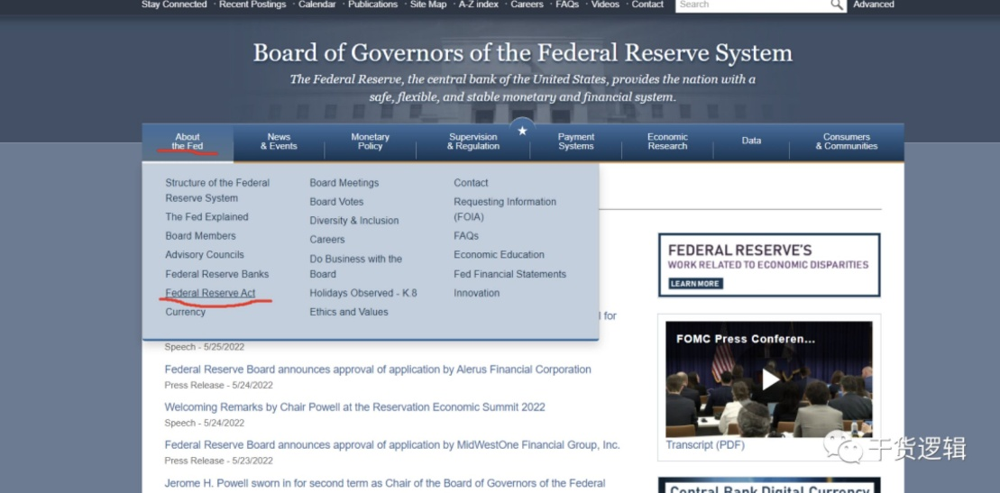 Stay Connected · Recent Postings · Calendar · Publications · Site Map · A-Z index · Careers · FAQs · Videos · Contact
Search
Advanced
Board of Governors of the Federal Reserve System
The Federal Reserve, the central bank of the United States, provides the nation with a
safe, flexible, and stable monetary and financial system.
About
the Fed
News
& Events
Monetary
Policy
Supervision
& Regulation
Payment
Systems
Economic
Research
Data
Consumers
& Communities
Structure of the Federal
Reserve System
The Fed Explained
Board Members
Advisory Councils
Federal Reserve Banks
Federal Reserve Act
Currency
Board Meetings
Board Votes
Diversity & Inclusion
Careers
Do Business with the
Board
Holidays Observed - K.8
Ethics and Values
Contact
Requesting Information
(FOIA)
FAQs
Economic Education
Fed Financial Statements
Innovation
for
Speech - 5/25/2022
Federal Reserve Board announces approval of application by Alerus Financial Corporation
Press Release - 5/24/2022
Welcoming Remarks by Chair Powell at the Reservation Economic Summit 2022
Speech - 5/24/2022
Federal Reserve Board announces approval of application by MidWestOne Financial Group, Inc.
Press Release - 5/23/2022
Jerome H. Powell sworn in for second term as Chair of the Board of Governors of the Federal
FEDERAL RESERVE'S
WORK RELATED TO ECONOMIC DISPARITIES
LEARN MORE
FOMC Press Conferen...
Transcript (PDF)
干货逻辑
Central Bank Digital Currency